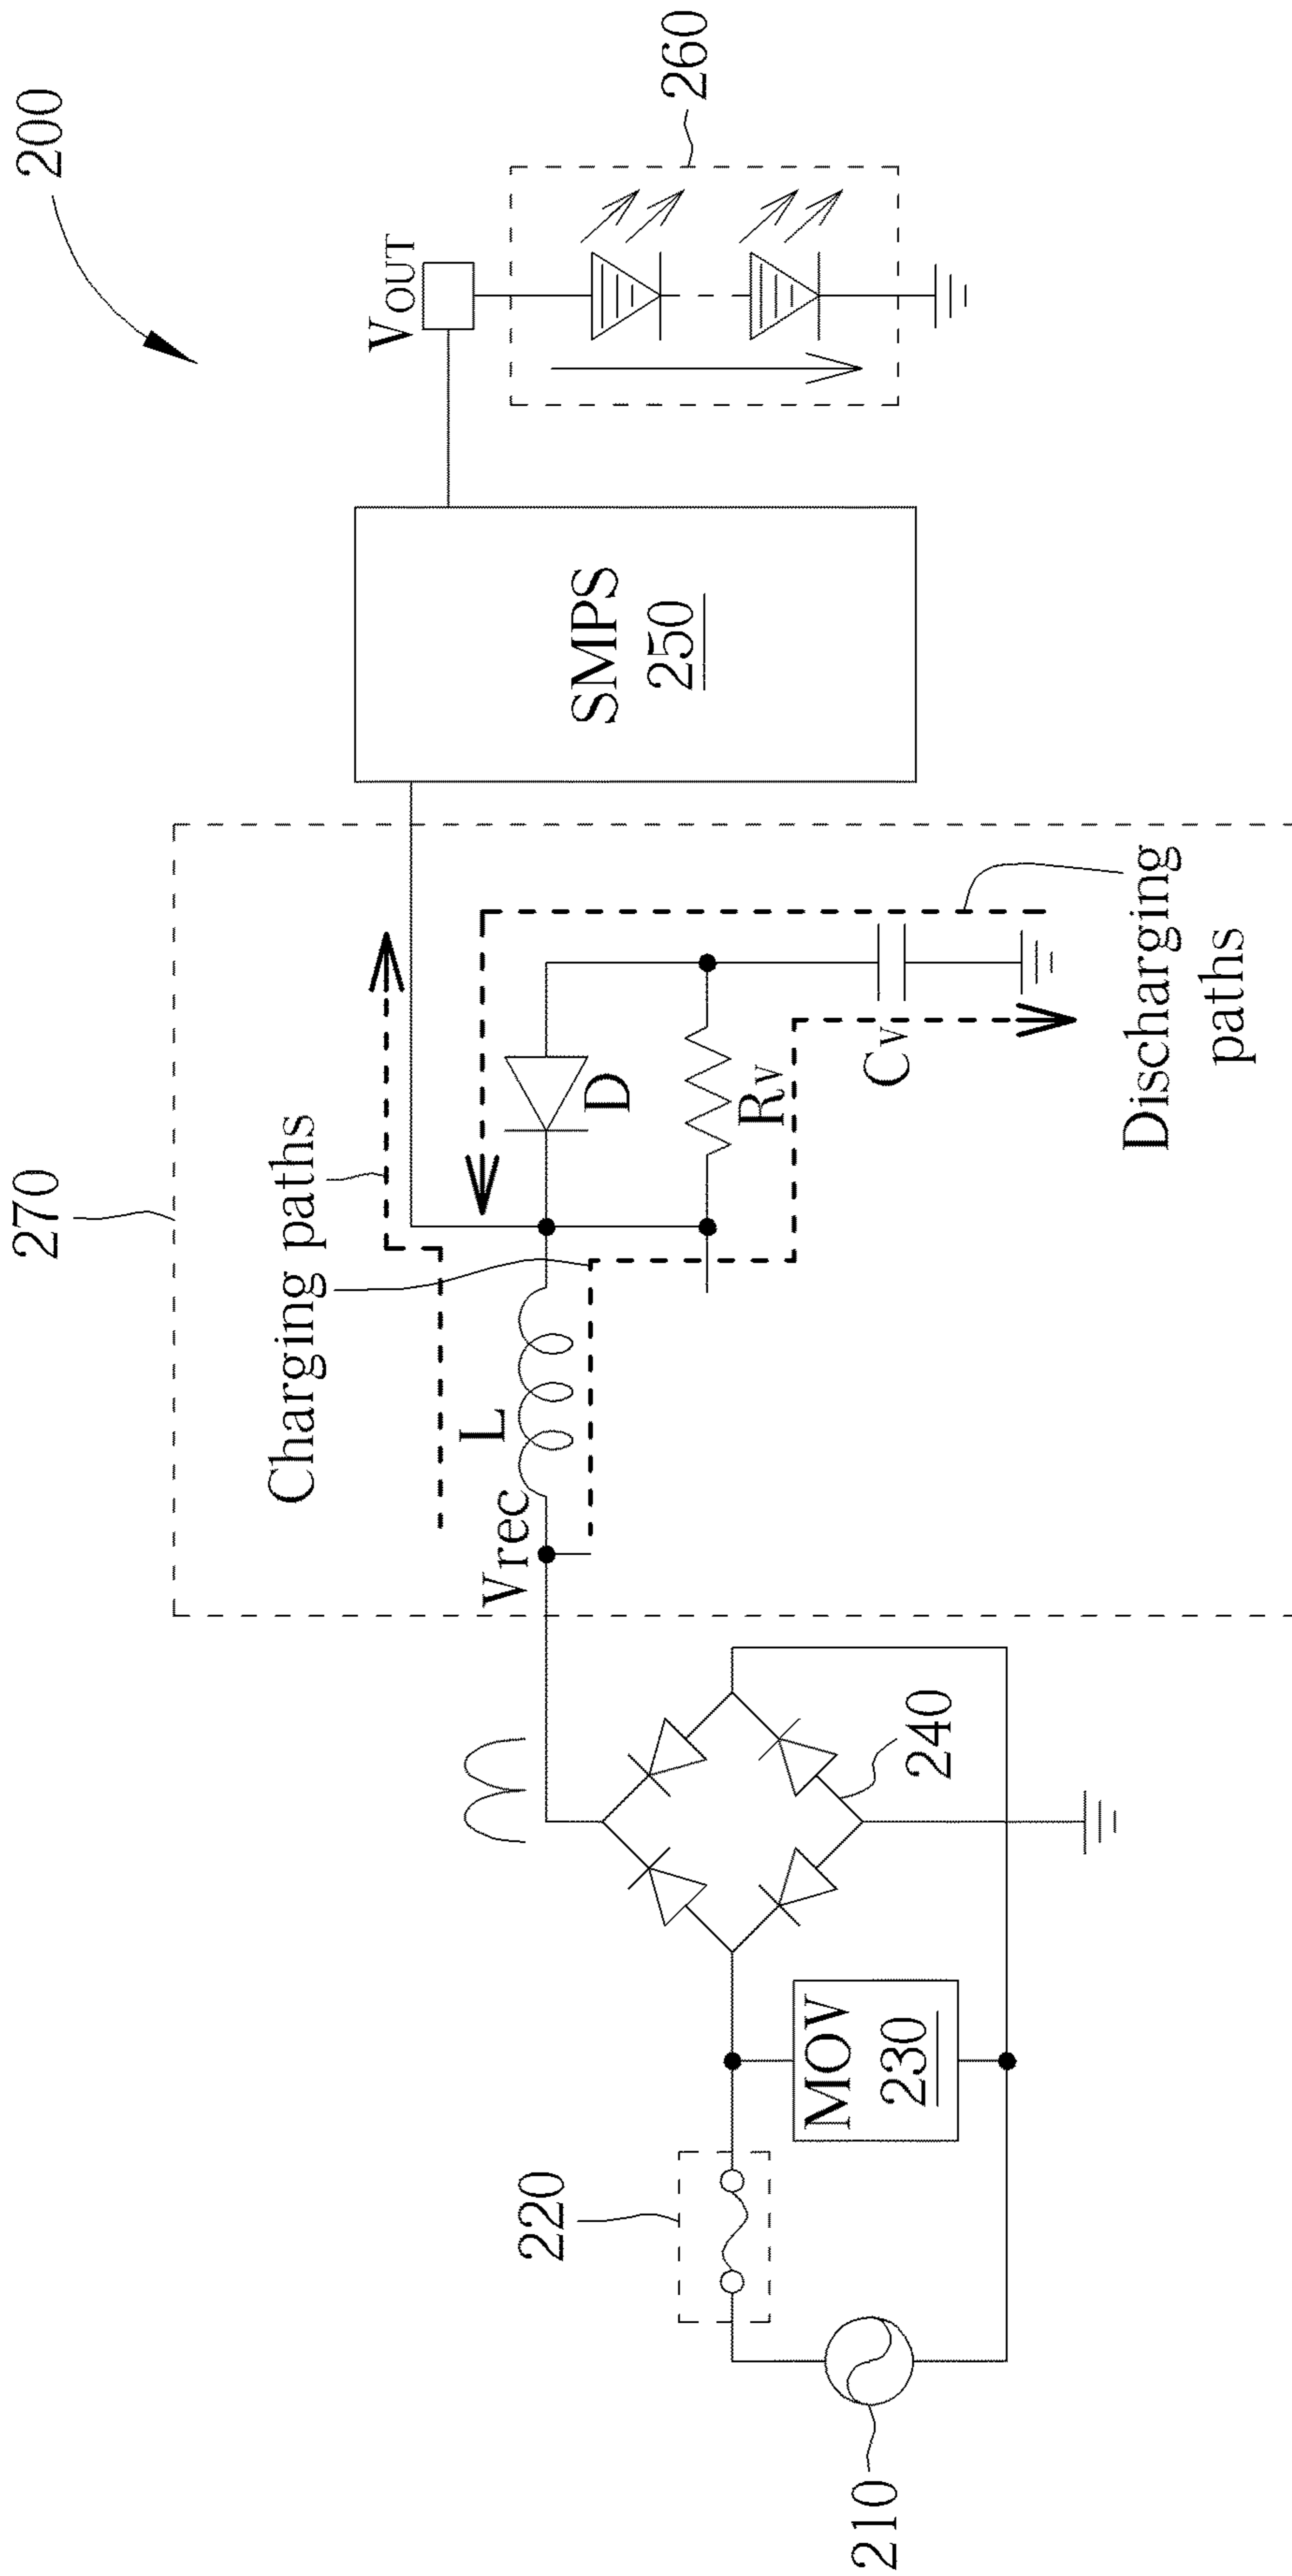 200
270
Charging paths
VOUT
260
L
Vrec
D
RV
CV
SMPS
250
Discharging
paths
220
MOV
230
240
210